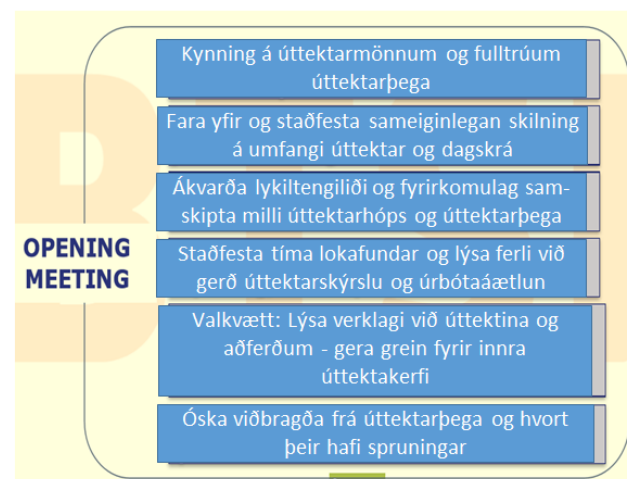 Kynning á úttektarmönnum og fulltrúum
úttektarþega
Fara yfir og staðfesta sameiginlegan skilning
á umfangi úttektar og dagskrá
Ákvarða lykiltengiliði og fyrirkomulag sam-
skipta milli úttektarhóps og úttektarþega
OPENING
MEETING
Staðfesta tíma lokafundar og lýsa ferli við
gerð úttektarskýrslu og úrbótaáætlun
Valkvætt: Lýsa verklagi við úttektina og
aðferðum - gera grein fyrir innra
úttektakerfi
Óska viðbragða frá úttektarþega og hvort
þeir hafi spruningar